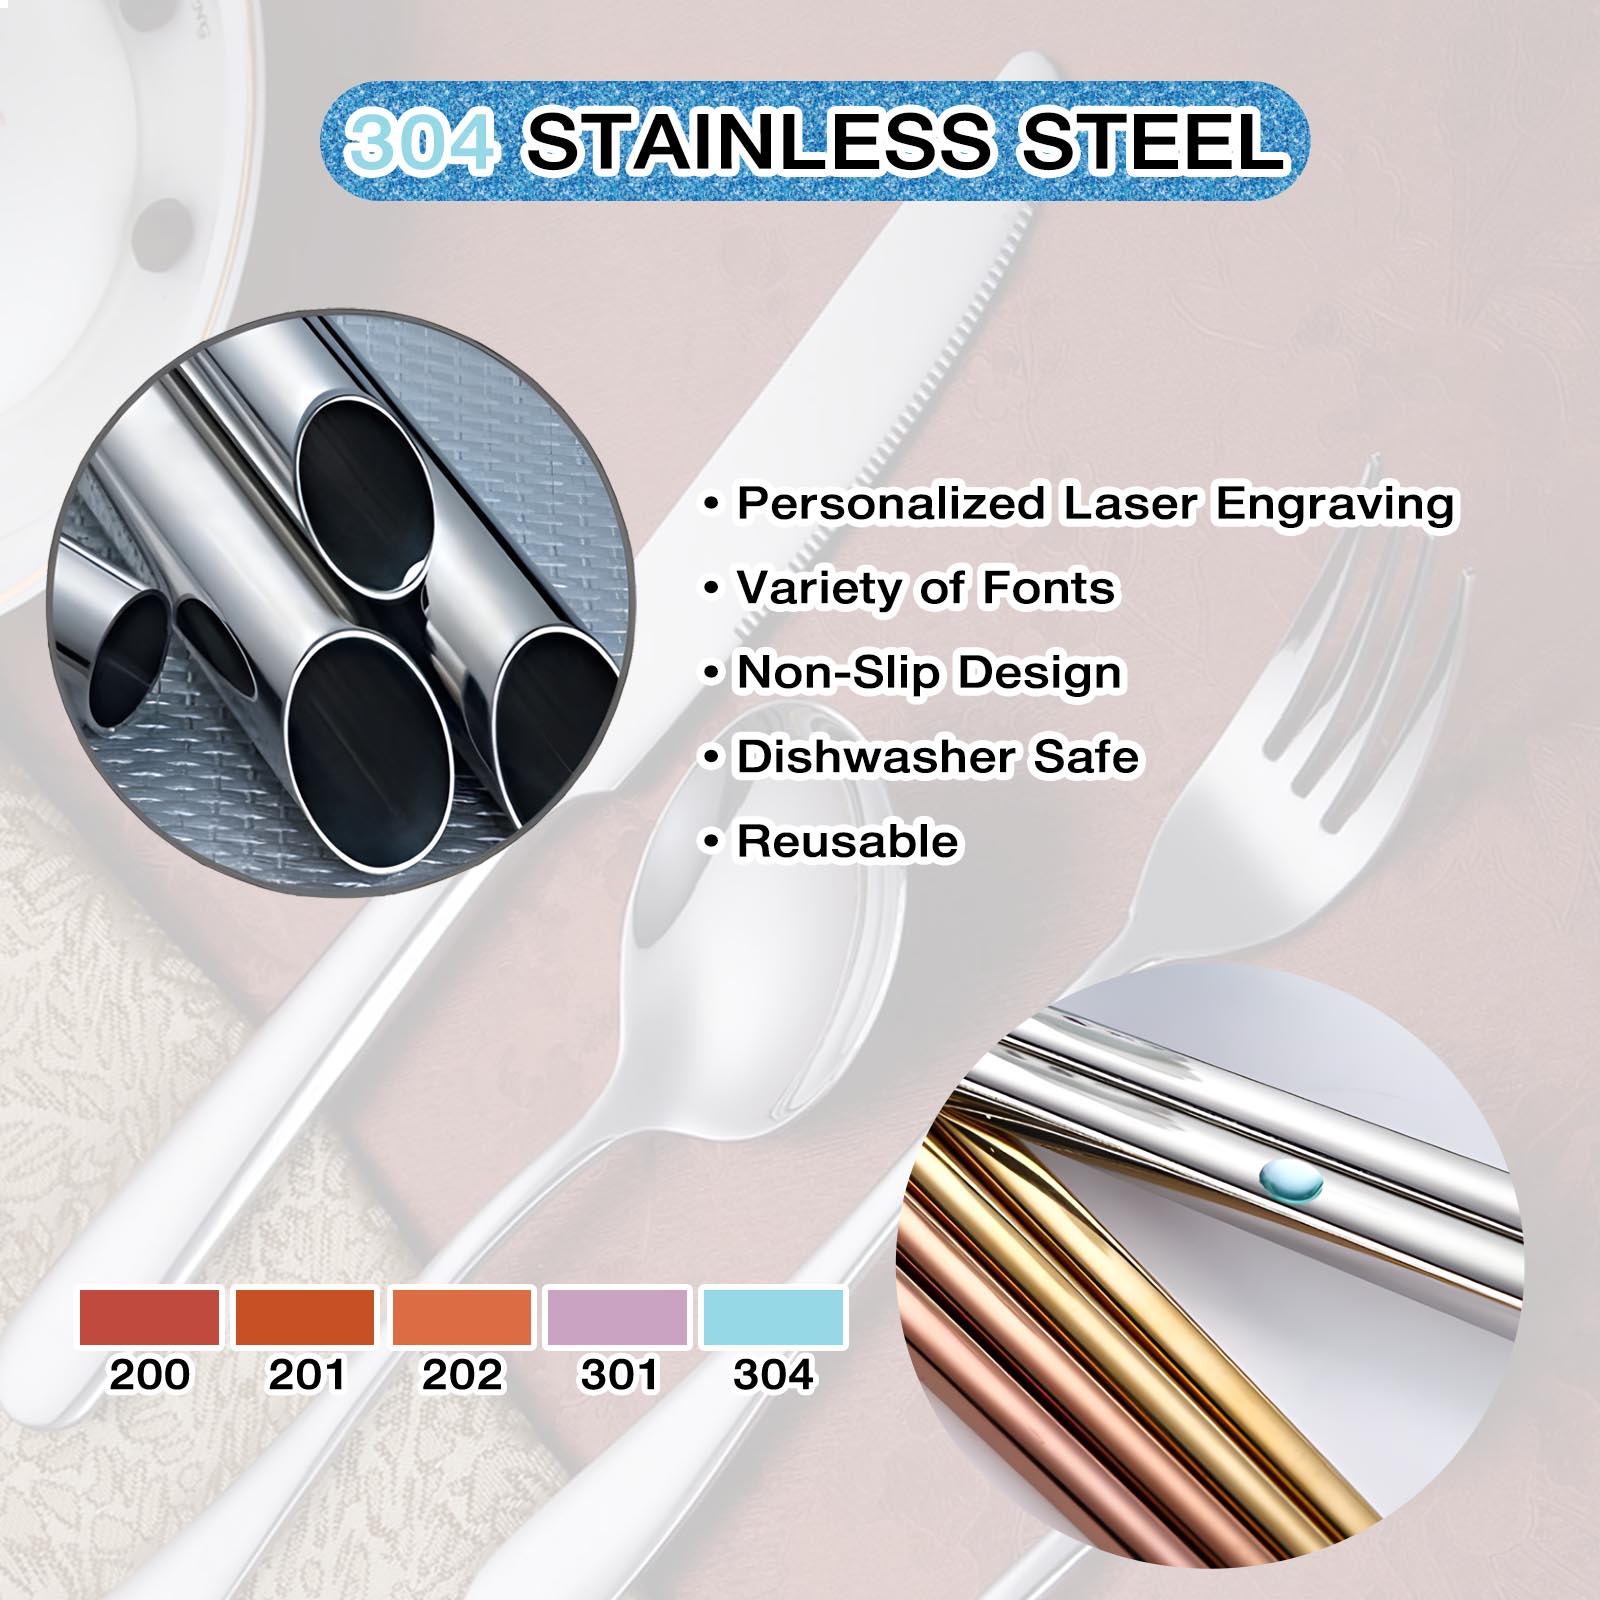 304 STAINLESS STEEL
• Personalized Laser Engraving
• Variety of Fonts
• Non-Slip Design
• Dishwasher Safe
• Reusable
200 201 202 301 304